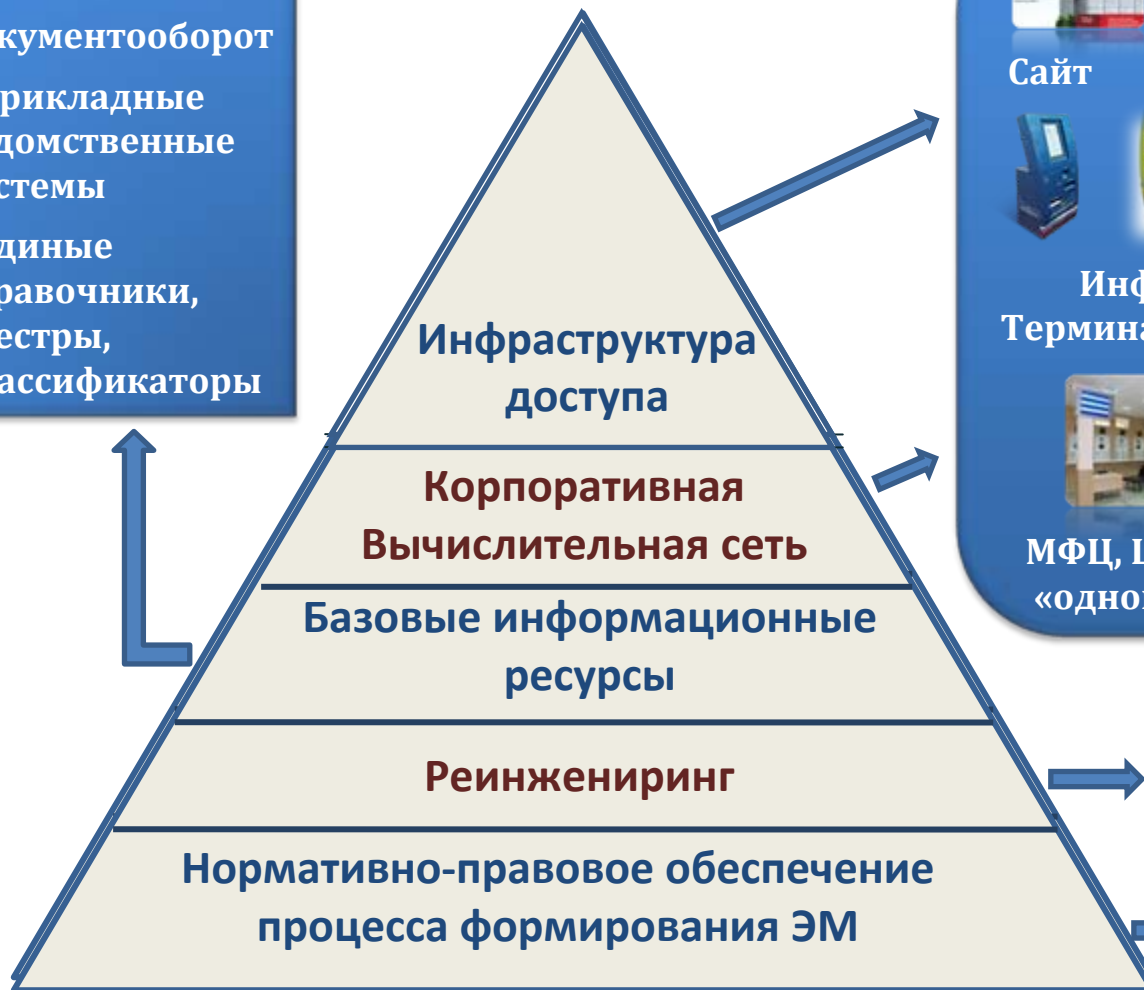 кументооборот
рикладные
домственные
стемы
диные
равочники,
естры,
ассификаторы
Инфраструктура
доступа
Корпоративная
Вычислительная сеть
Базовые информационные
ресурсы
Реинжениринг
Нормативно-правовое обеспечение
процесса формирования ЭМ
Сайт
Инф
Термина
МФЦ,
«одно